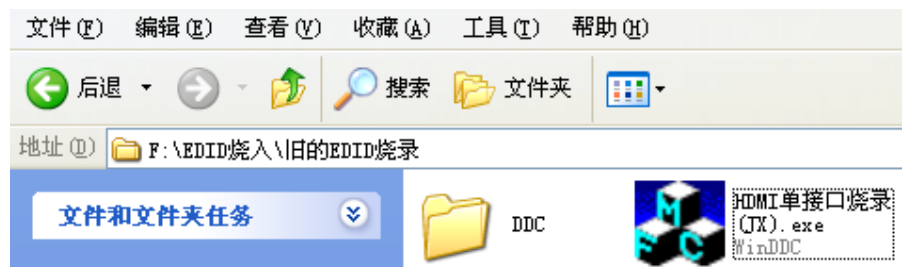 文件(F) 编辑(E) 查看(V) 收藏(A) 工具(T) 帮助(H)
后退 搜索 文件夹
地址(D) F:\EDID烧入\旧的EDID烧录
文件和文件夹任务 DDC
HDMI单接口烧录
(JX).exe
WinDDC
MFC